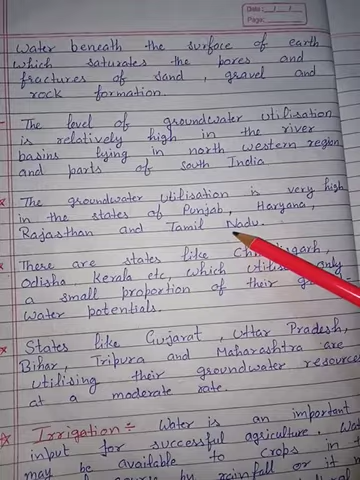 Date: __/__/__
Page:
Water beneath the surface of earth
which saturates the pores and
fractures of sand, gravel and
rock formation.
The level of groundwater utilisation
is relatively high in the river
basins lying in north western region
and parts of south India.
The groundwater utilisation is very high
in the states of Punjab, Haryana,
Rajasthan and Tamil Nadu.
There are states like
Odisha, Kerala etc, which utilise only
a small proportion of their
water potentials.
States like Gujarat, Uttar Pradesh,
Bihar, Tripura and Maharashtra are
utilising their groundwater resources
at a moderate rate.
Irrigation :- Water is an important
input for successful agriculture.
may be available to crops in
by rainfall or it